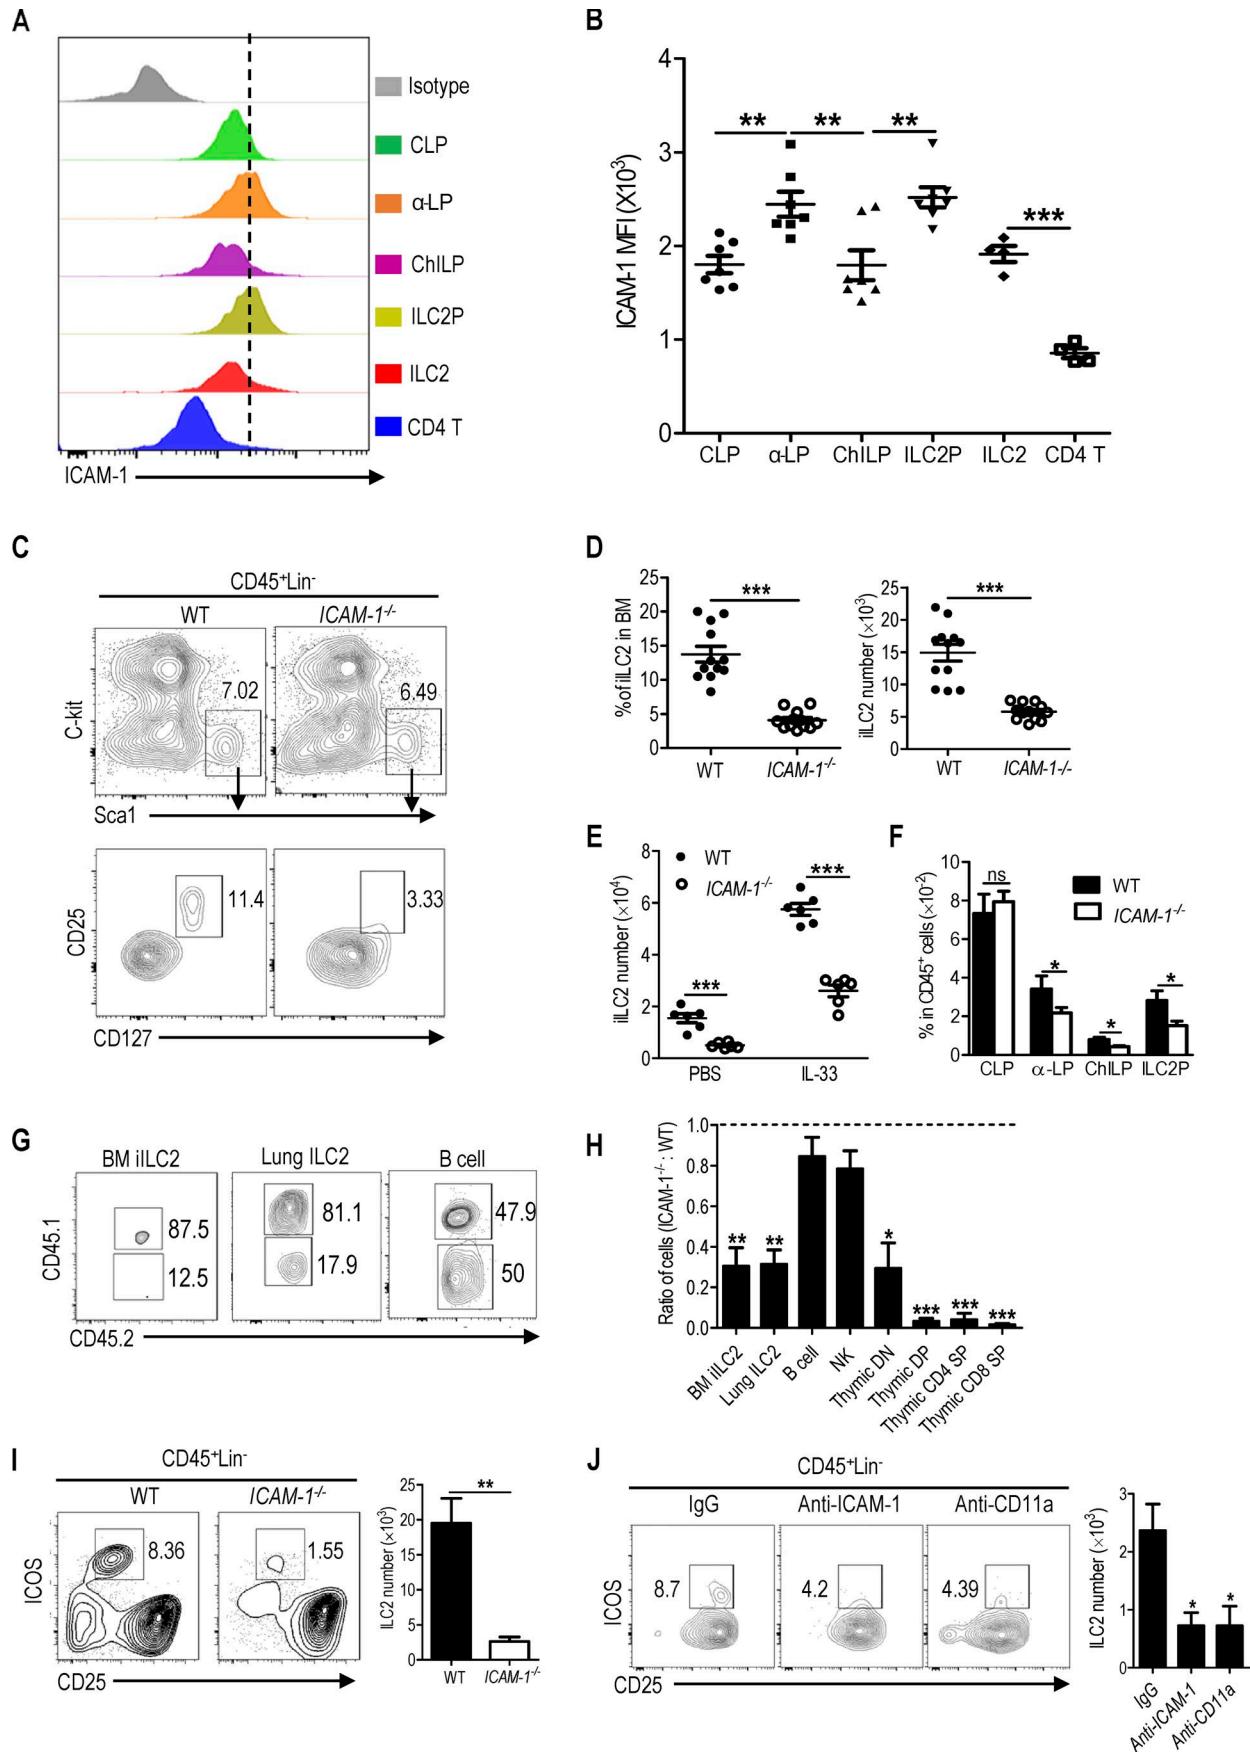 A
Isotype
CLP
α-LP
ChILP
ILC2P
ILC2
CD4 T
ICAM-1
B
ICAM-1 MFI (X10³)
4
3
2
1
0
** ** **
***
CLP α-LP ChILP ILC2P ILC2 CD4 T
C
CD45⁺Lin⁻
WT ICAM-1⁻/⁻
7.02 6.49
C-kit
Sca1
11.4 3.33
CD25
CD127
D
% of iILC2 in BM
25
20
15
10
5
0
***
WT ICAM-1⁻/⁻
iILC2 number (×10³)
25
20
15
10
5
0
***
WT ICAM-1-/-
E
iILC2 number (×10⁴)
8
6
4
2
0
WT
ICAM-1⁻/⁻
***
***
PBS IL-33
F
% in CD45⁺ cells (×10⁻²)
10
8
6
4
2
0
WT
ICAM-1⁻/⁻
ns
* * *
CLP α-LP ChILP ILC2P
G
BM iILC2 Lung ILC2 B cell
CD45.1
87.5 81.1 47.9
12.5 17.9 50
CD45.2
H
Ratio of cells (ICAM-1⁻/⁻ : WT)
1.0
0.8
0.6
0.4
0.2
0.0
** ** * *** *** ***
BM iILC2
Lung ILC2
B cell
NK
Thymic DN
Thymic DP
Thymic CD4 SP
Thymic CD8 SP
I
CD45⁺Lin⁻
WT ICAM-1⁻/⁻
8.36 1.55
ICOS
CD25
ILC2 number (×10³)
25
20
15
10
5
0
**
WT ICAM-1⁻/⁻
J
CD45⁺Lin⁻
IgG Anti-ICAM-1 Anti-CD11a
8.7 4.2 4.39
ICOS
CD25
ILC2 number (×10³)
3
2
1
0
* *
IgG
Anti-ICAM-1
Anti-CD11a